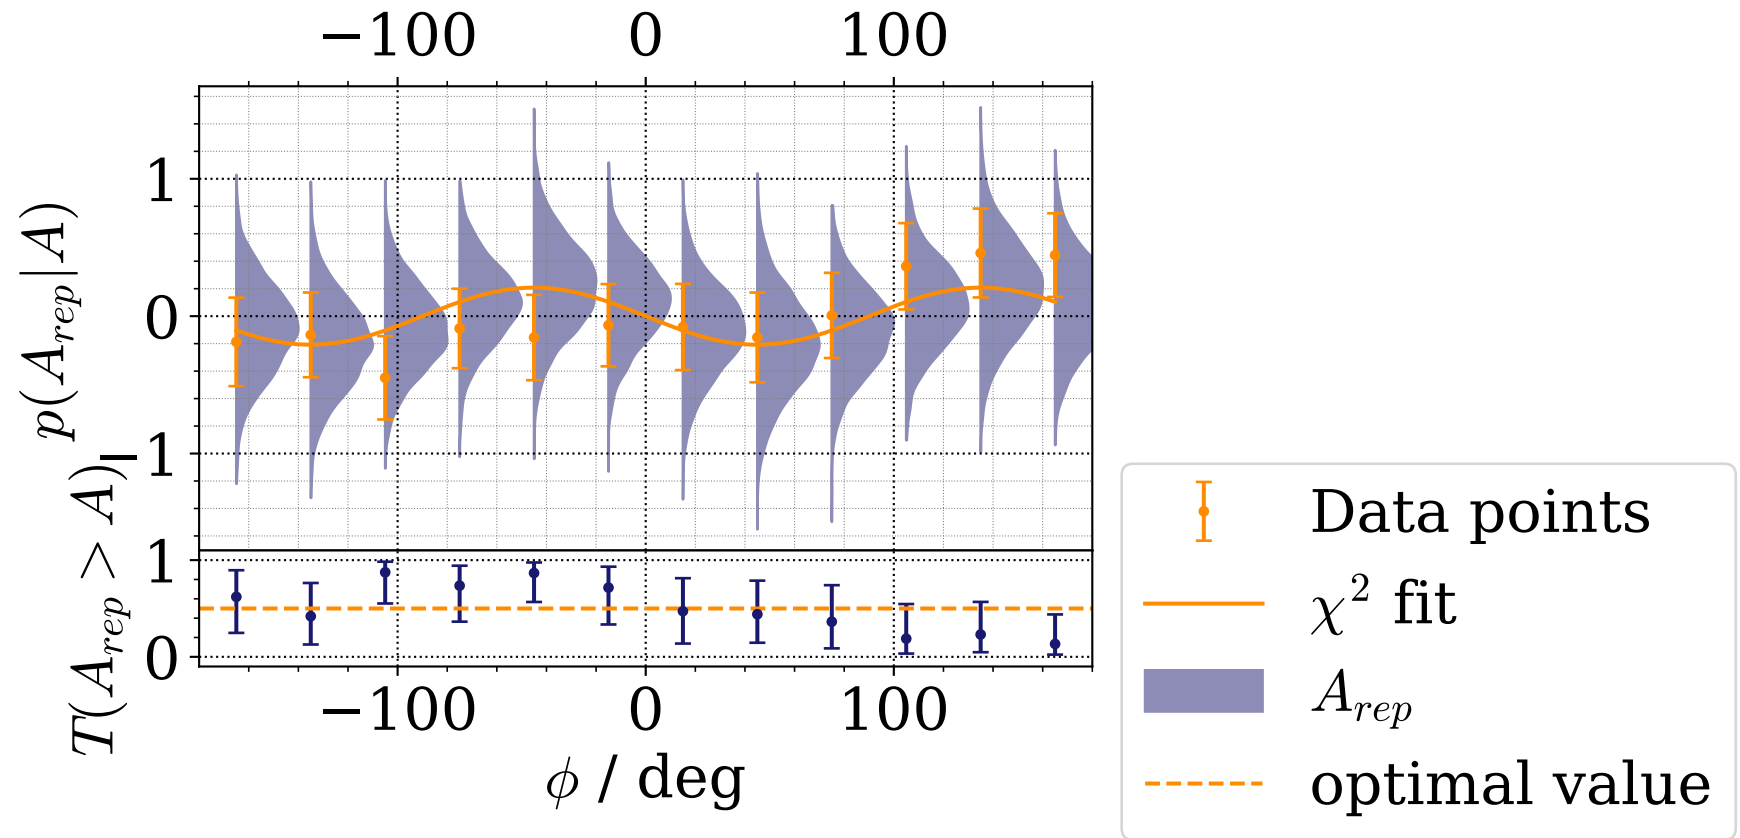 −100 0 100
p(A_rep|A)
1
0
−1
T(A_rep > A)
1
0
−100 0 100
ϕ / deg
Data points
χ² fit
A_rep
optimal value